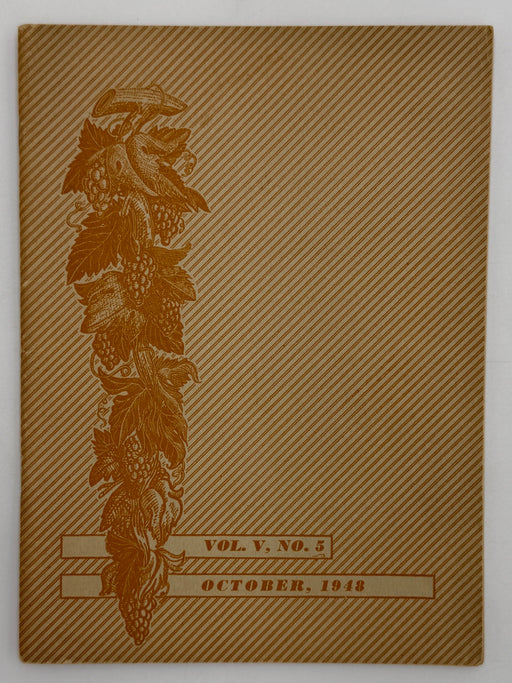 VOL. V, NO. 5
OCTOBER, 1948